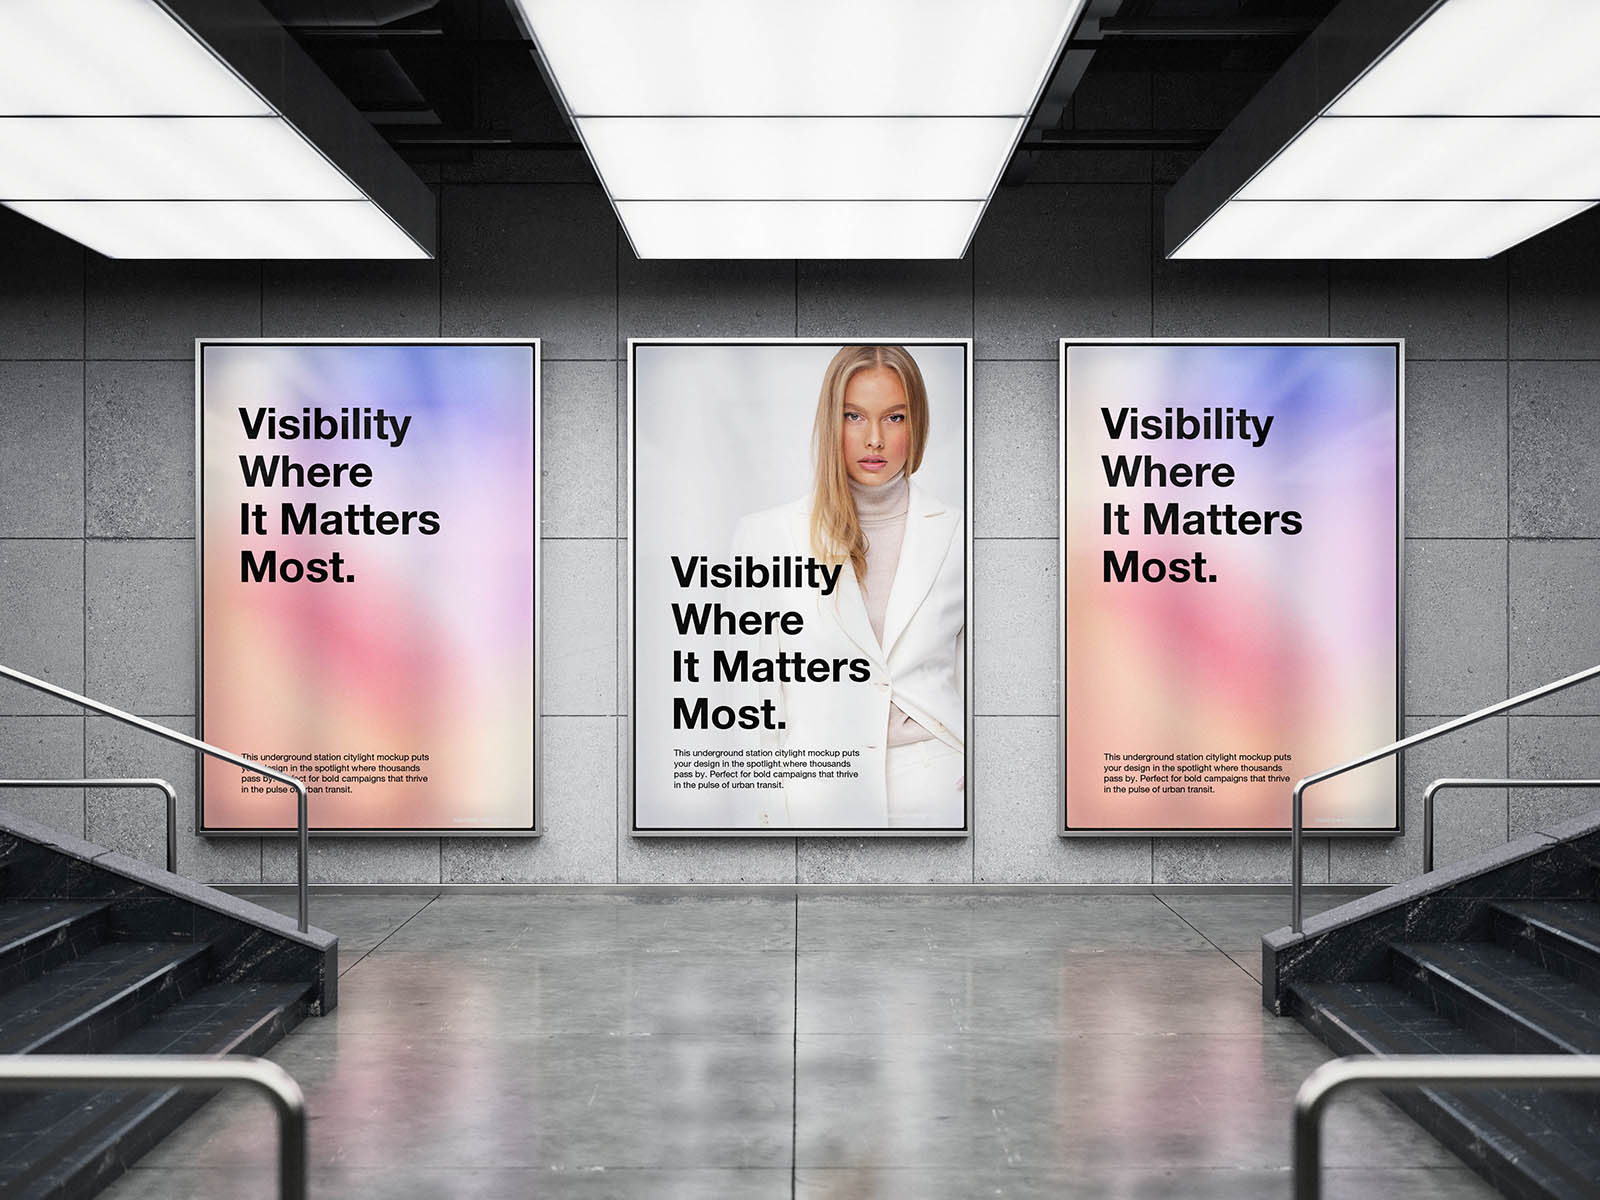 Visibility
Where
It Matters
Most.
This underground station citylight mockup puts
your design in the spotlight where thousands
pass by. Perfect for bold campaigns that thrive
in the pulse of urban transit.
Visibility
Where
It Matters
Most.
This underground station citylight mockup puts
your design in the spotlight where thousands
pass by. Perfect for bold campaigns that thrive
in the pulse of urban transit.
Visibility
Where
It Matters
Most.
This underground station citylight mockup puts
your design in the spotlight where thousands
pass by. Perfect for bold campaigns that thrive
in the pulse of urban transit.